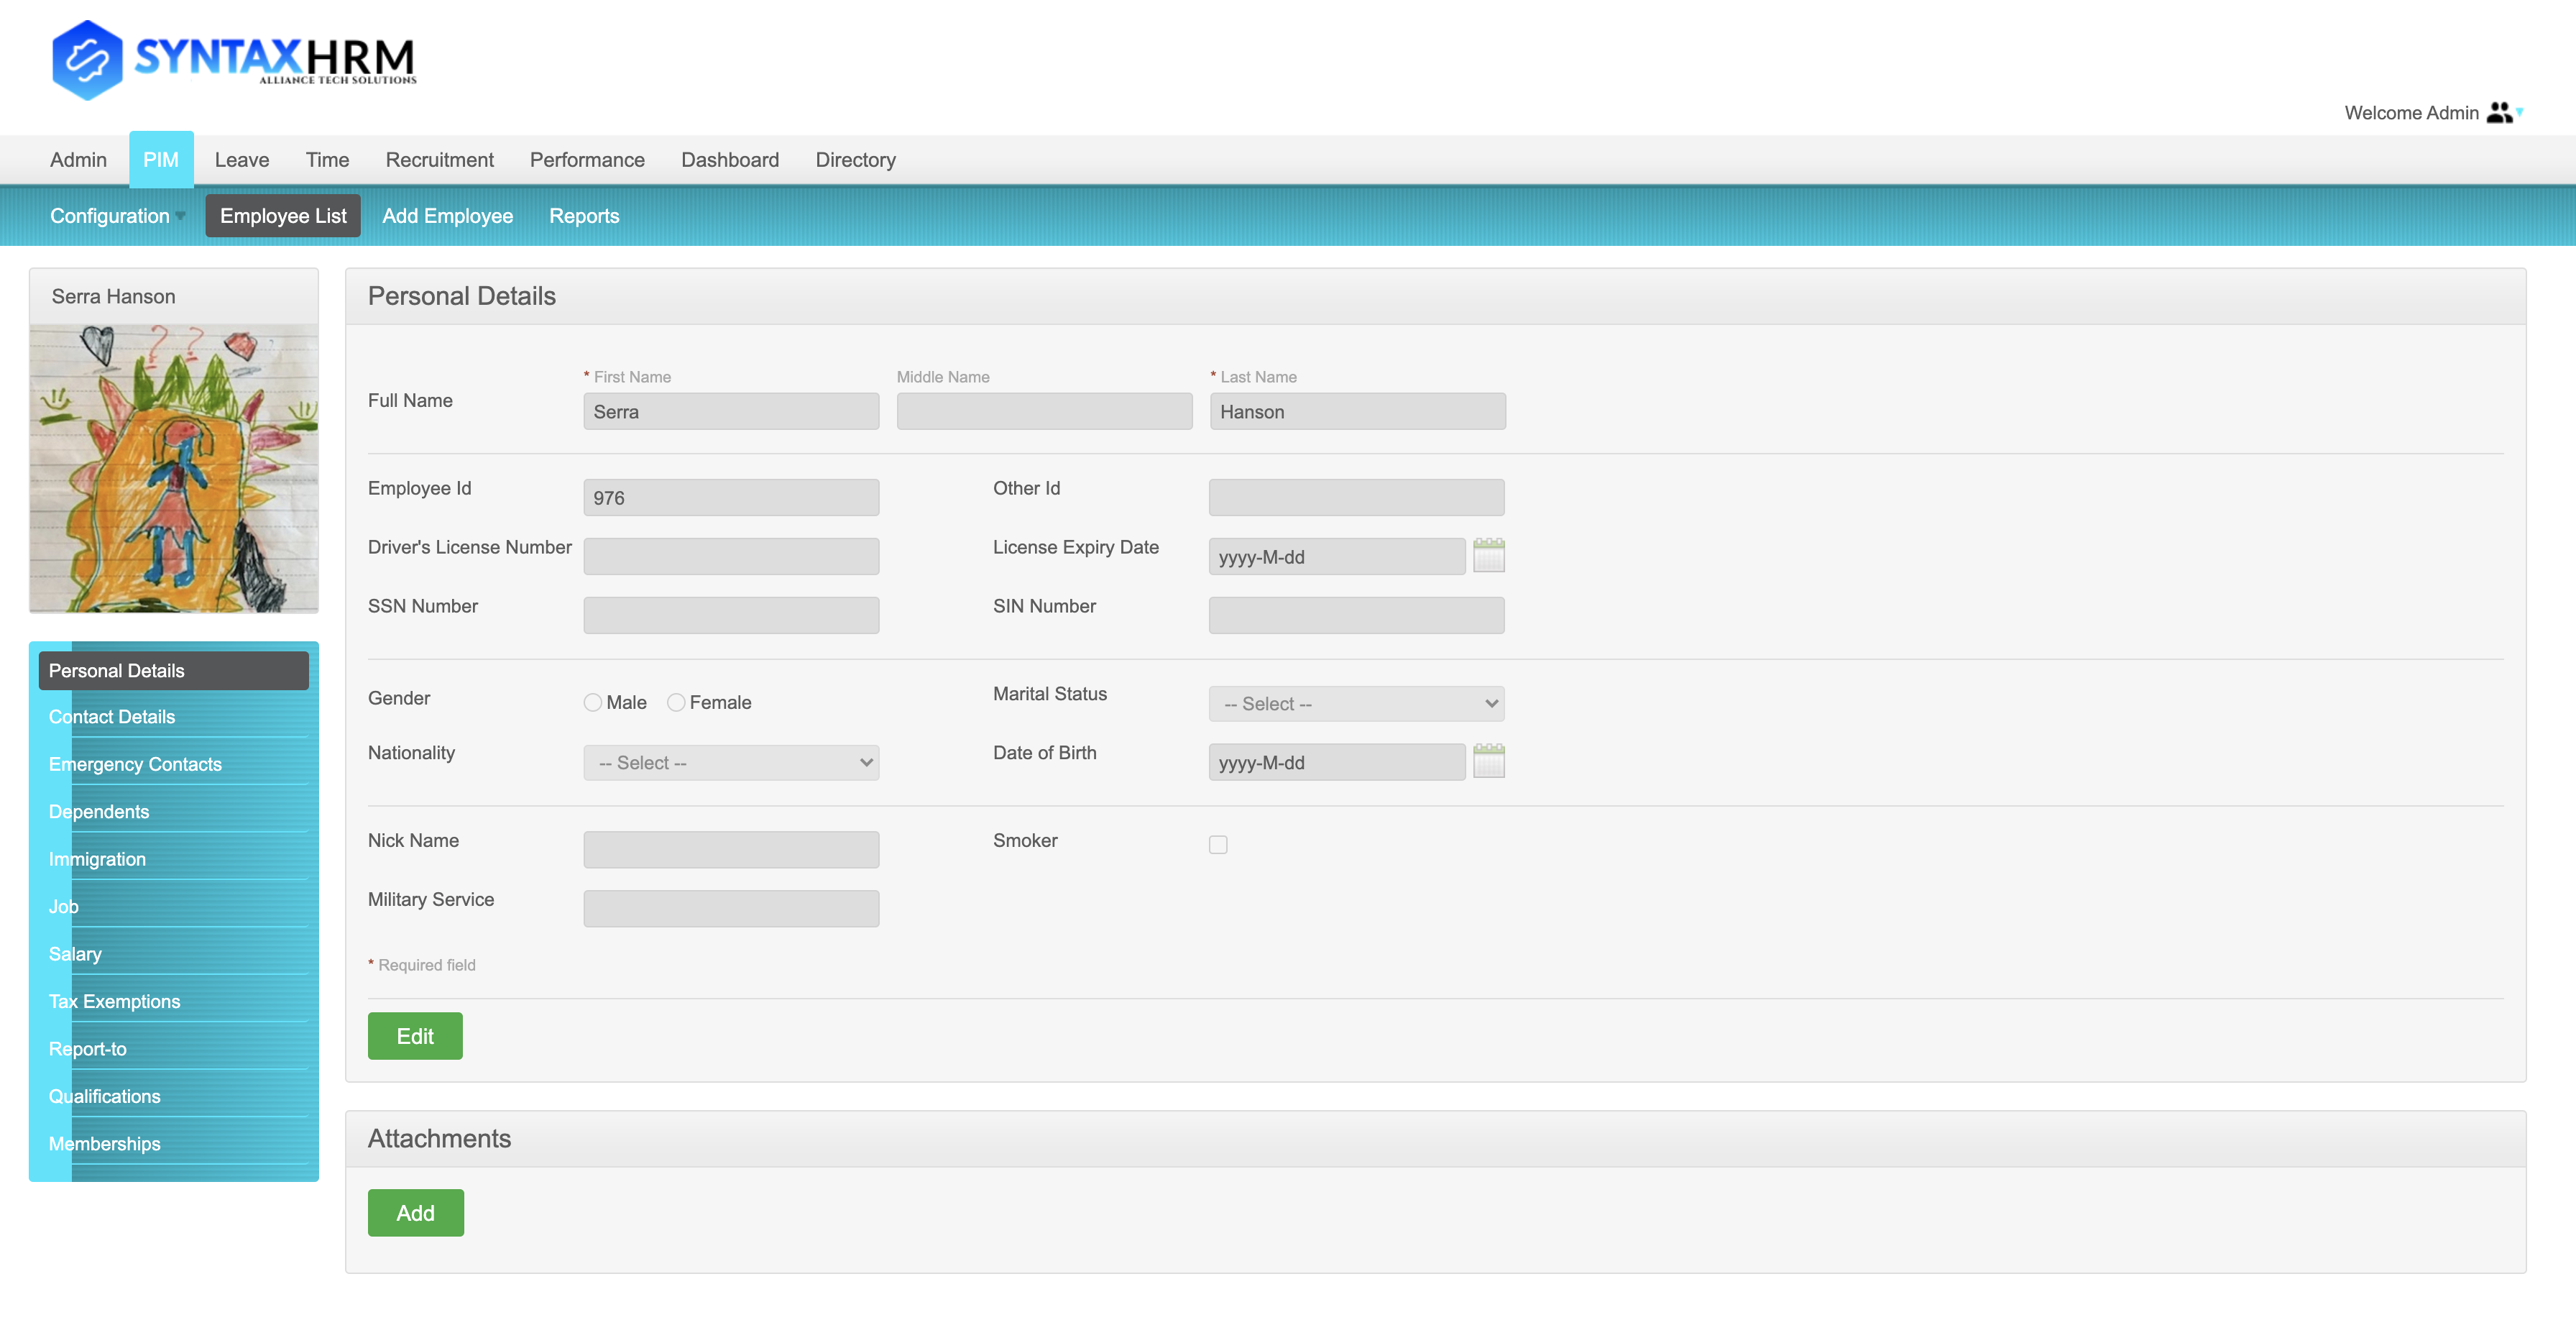 SYNTAXHRM
ALLIANCE TECH SOLUTIONS
Welcome Admin
Admin PIM Leave Time Recruitment Performance Dashboard Directory
Configuration Employee List Add Employee Reports
Serra Hanson
? ?
Personal Details
Contact Details
Emergency Contacts
Dependents
Immigration
Job
Salary
Tax Exemptions
Report-to
Qualifications
Memberships
Personal Details
* First Name Middle Name * Last Name
Full Name Serra Hanson
Employee Id 976 Other Id
Driver's License Number License Expiry Date yyyy-M-dd
SSN Number SIN Number
Gender Male Female Marital Status -- Select --
Nationality -- Select -- Date of Birth yyyy-M-dd
Nick Name Smoker
Military Service
* Required field
Edit
Attachments
Add